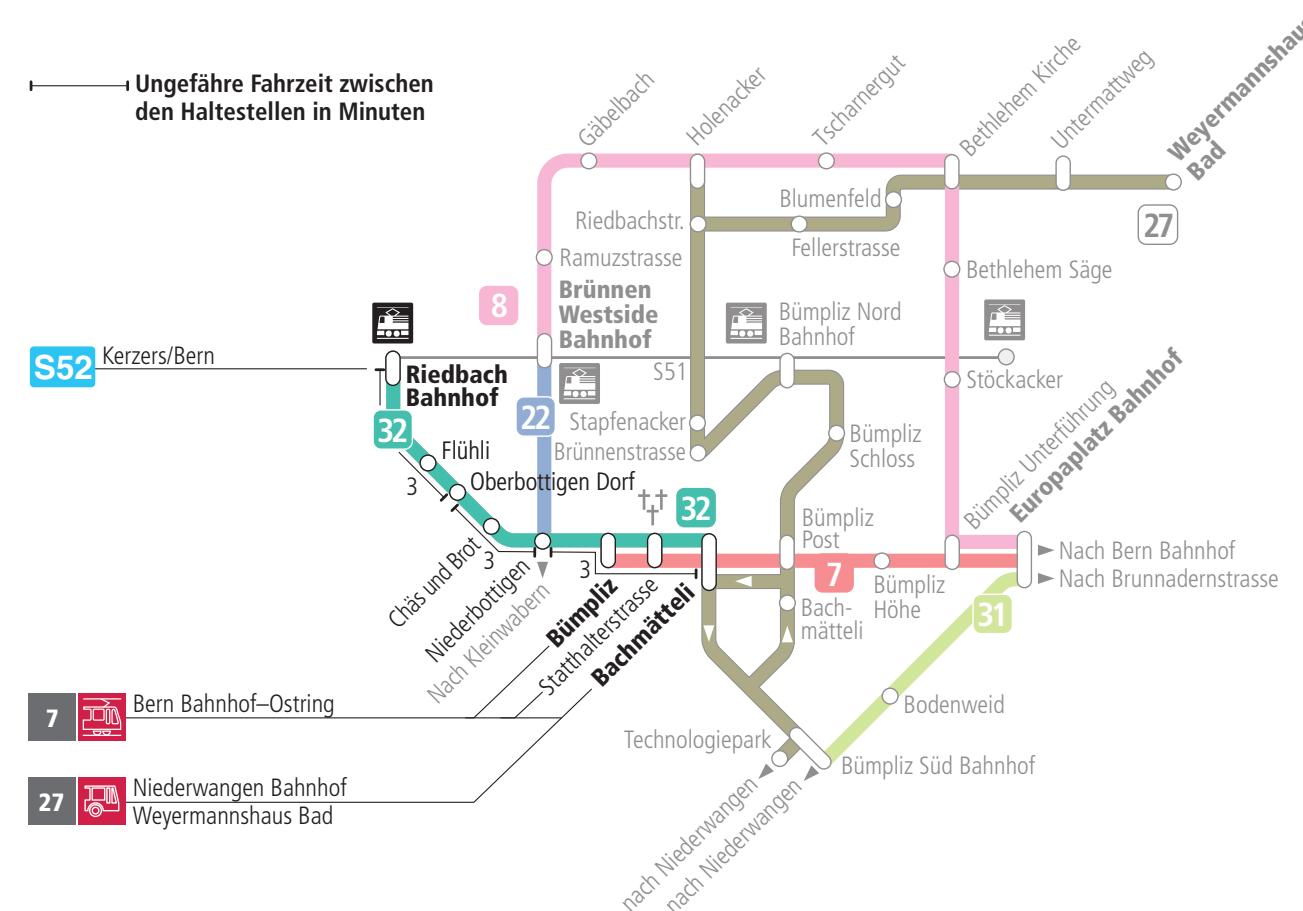 Ungefähre Fahrzeit zwischen
den Haltestellen in Minuten
Gäbelbach
Holenacker
Tscharnergut
Bethlehem Kirche
Untermattweg
Weyermannshaus
Bad
27
Blumenfeld
Riedbachstr.
Fellerstrasse
Ramuzstrasse
Bethlehem Säge
8
Brünnen
Westside
Bahnhof
Bümpliz Nord
Bahnhof
S52
Kerzers/Bern
Riedbach
Bahnhof
S51
Stöckacker
32
22
Stapfenacker
Brünnenstrasse
Bümpliz
Schloss
Bümpliz Unterführung
Europaplatz Bahnhof
Flühli
3
Oberbottigen Dorf
32
Chäs und Brot
3
Niederbottigen
Nach Kleinwabern
3
Bümpliz
Statthalterstrasse
Bachmätteli
Bümpliz
Post
7
Bümpliz
Höhe
Nach Bern Bahnhof
Nach Brunnadernstrasse
Bach-
mätteli
31
7
Bern Bahnhof–Ostring
Bodenweid
Technologiepark
Bümpliz Süd Bahnhof
27
Niederwangen Bahnhof
Weyermannshaus Bad
nach Niederwangen
nach Niederwangen